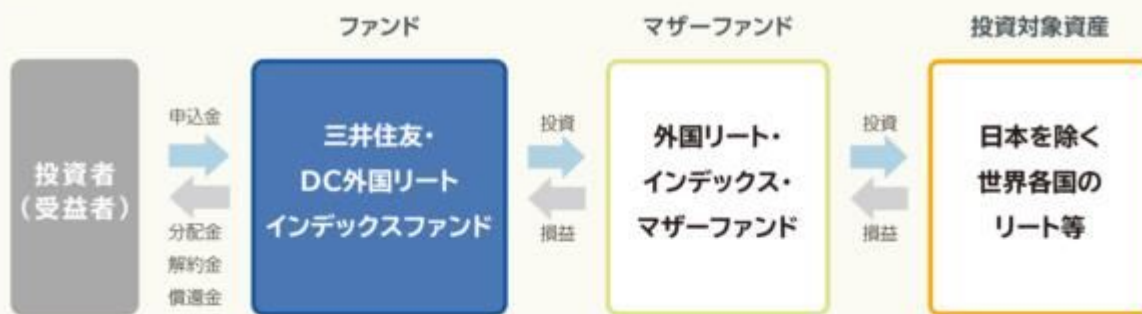 ファンド
マザーファンド
投資対象資産
投資者
（受益者）
申込金
分配金
解約金
償還金
三井住友・
DC外国リート
インデックスファンド
投資
損益
外国リート・
インデックス・
マザーファンド
投資
損益
日本を除く
世界各国の
リート等